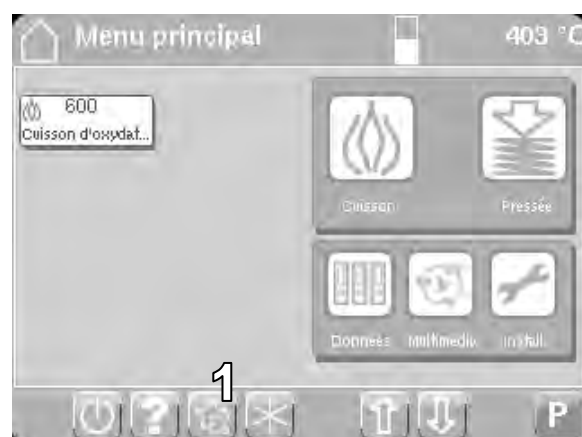 Menu principal
403 °C
600
Cuisson d'oxydat...
Cuisson
Pressée
Données
Multimedia
Install.
1
?
P